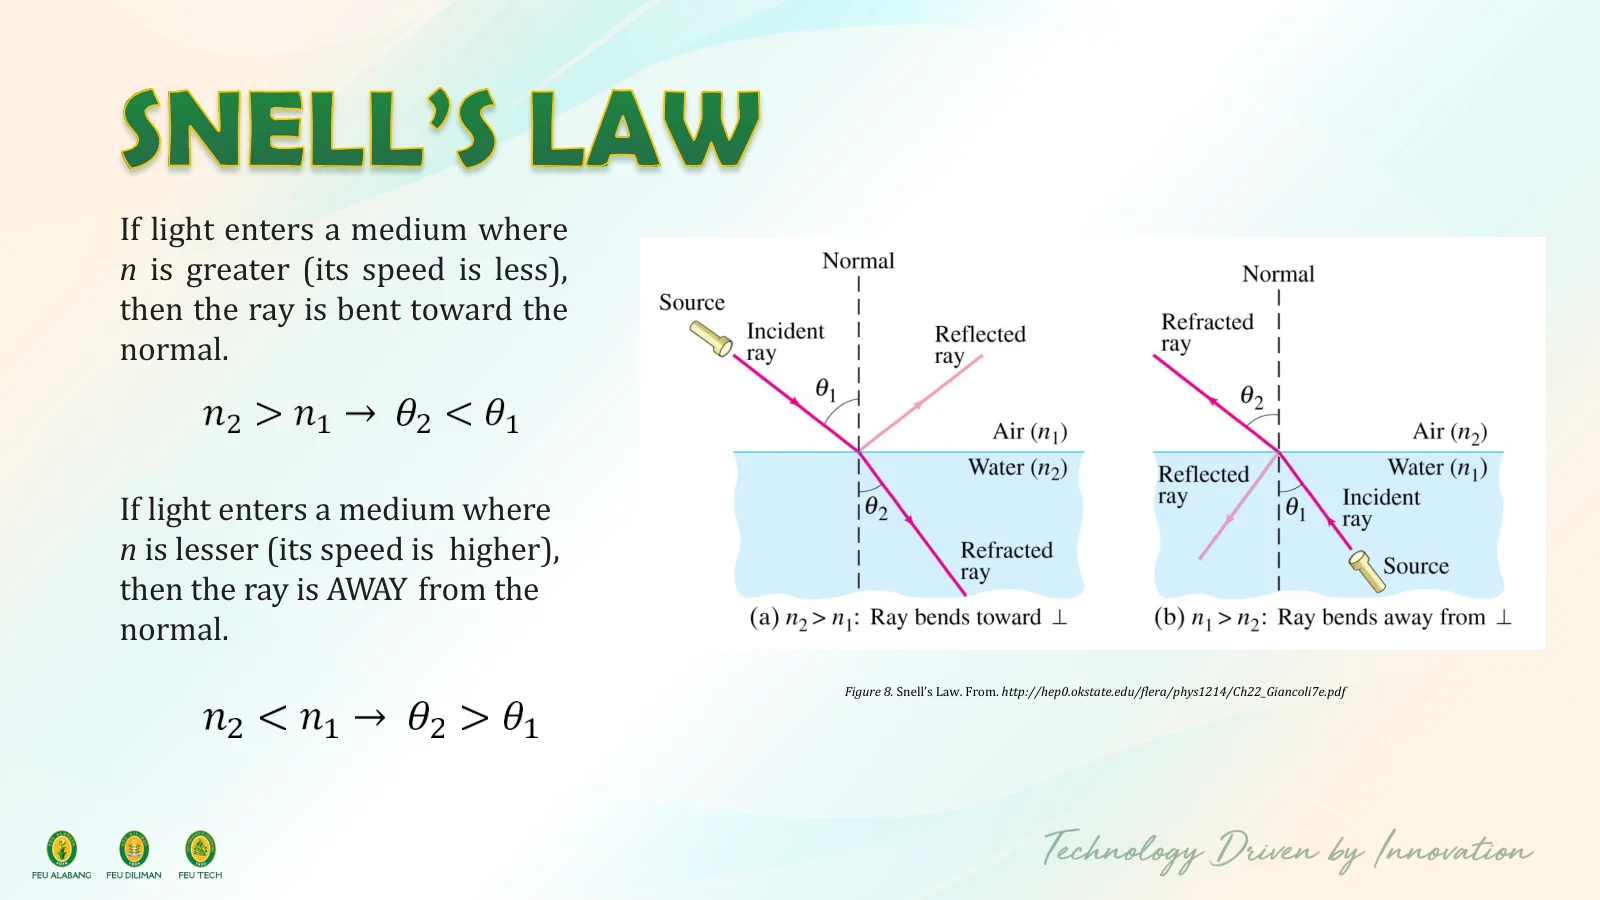 SNELL'S LAW
If light enters a medium where
n is greater (its speed is less),
then the ray is bent toward the
normal.
n₂ > n₁ → θ₂ < θ₁
If light enters a medium where
n is lesser (its speed is higher),
then the ray is AWAY from the
normal.
n₂ < n₁ → θ₂ > θ₁
Normal
Source
Incident
ray
Reflected
ray
θ₁
Air (n₁)
Water (n₂)
θ₂
Refracted
ray
(a) n₂ > n₁: Ray bends toward ⊥
Normal
Refracted
ray
θ₂
Air (n₂)
Water (n₁)
Reflected
ray
θ₁
Incident
ray
Source
(b) n₁ > n₂: Ray bends away from ⊥
Figure 8. Snell's Law. From. http://hep0.okstate.edu/flera/phys1214/Ch22_Giancoli7e.pdf
FEU ALABANG
FEU DILIMAN
FEU TECH
Technology Driven by Innovation